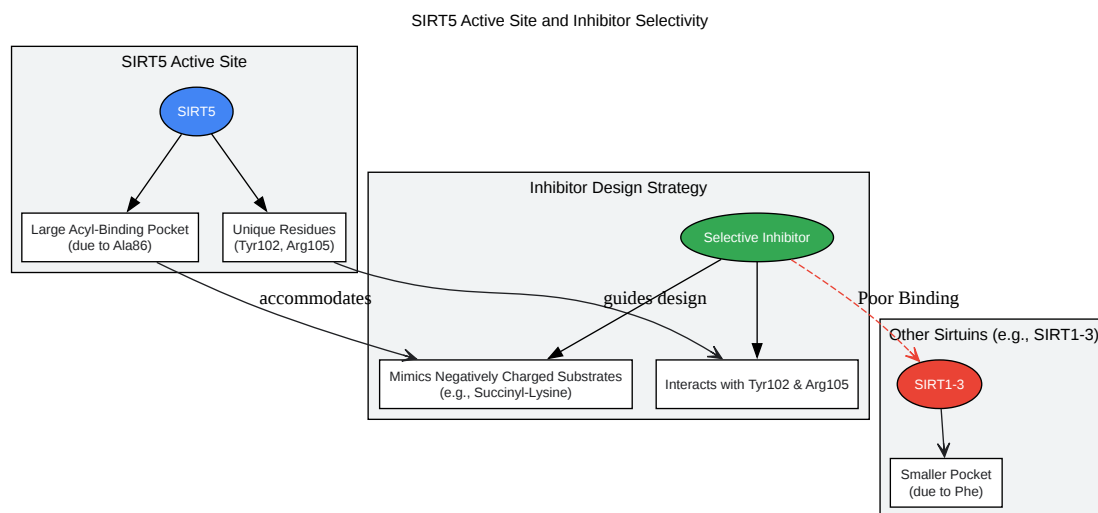 SIRT5 Active Site and Inhibitor Selectivity
SIRT5 Active Site
SIRT5
Large Acyl-Binding Pocket
(due to Ala86)
Unique Residues
(Tyr102, Arg105)
Inhibitor Design Strategy
Selective Inhibitor
accommodates
guides design
Poor Binding
Mimics Negatively Charged Substrates
(e.g., Succinyl-Lysine)
Interacts with Tyr102 & Arg105
Other Sirtuins (e.g., SIRT1-3)
SIRT1-3
Smaller Pocket
(due to Phe)